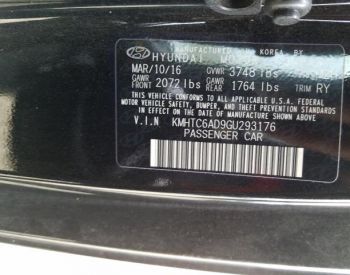 MANUFACTURED
HYUNDAI MO
MAR/10/16 GVWR 3748 lbs
GAWR FRONT 2072 lbs GAWR REAR 1764 lbs TRIM RY
THIS VEHICLE CONFORMS TO ALL APPLICABLE U.S.A. FEDERAL
MOTOR VEHICLE SAFETY, BUMPER, AND THEFT PREVENTION STANDARDS
IN EFFECT ON THE DATE OF MANUFACTURE SHOWN ABOVE.
V.I.N KMHTC6AD9GU293176
PASSENGER CAR